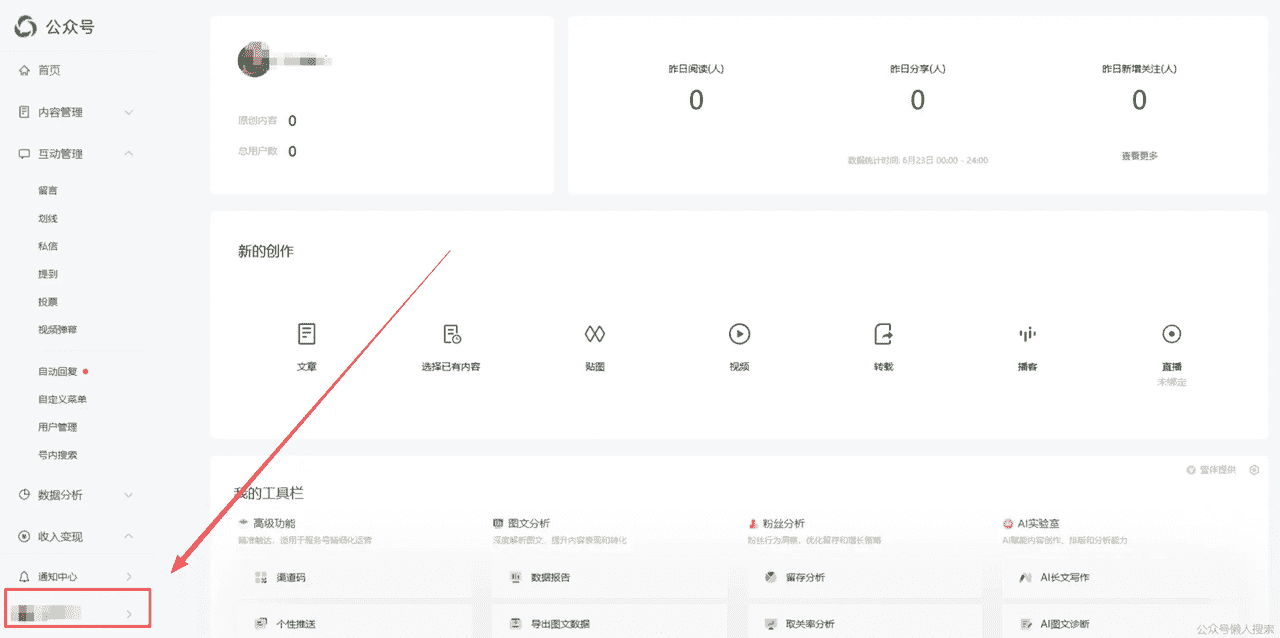 公众号
首页
内容管理
互动管理
留言
划线
私信
提到
投票
视频弹幕
自动回复
自定义菜单
用户管理
号内搜索
数据分析
收入变现
通知中心
原创内容 0
总用户数 0
昨日阅读(人) 昨日分享(人) 昨日新增关注(人)
0 0 0
数据统计时间: 6月23日 00:00 - 24:00 查看更多
新的创作
文章 选择已有内容 贴图 视频 转载 播客 直播
未绑定
壹伴提供
我的工具栏
高级功能 图文分析 粉丝分析 AI实验室
瞄准触达，适用于服务号精细化运营 深度解析图文，提升内容表现和转化 粉丝行为洞察，优化留存和增长策略 AI赋能内容创作、排版和分析能力
渠道码 数据报告 留存分析 AI长文写作
个性推送 导出图文数据 取关率分析 AI图文诊断
公众号懒人搜索